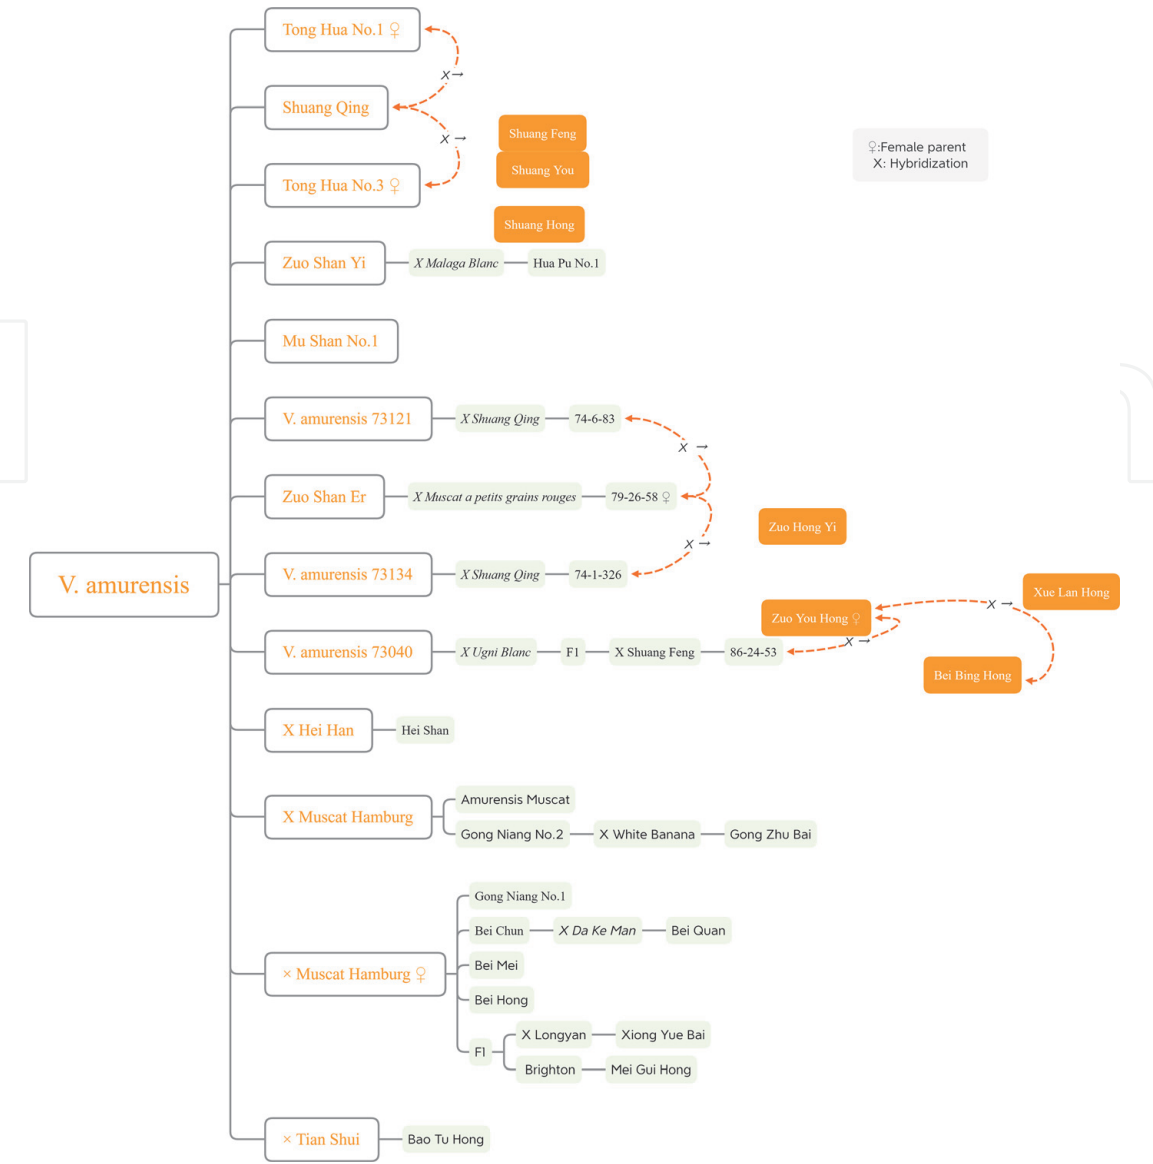 Tong Hua No.1 ♀
X →
Shuang Qing
X →
Shuang Feng
Shuang You
♀:Female parent
X: Hybridization
Tong Hua No.3 ♀
Shuang Hong
Zuo Shan Yi
X Malaga Blanc
Hua Pu No.1
Mu Shan No.1
V. amurensis 73121
X Shuang Qing
74-6-83
X →
Zuo Shan Er
X Muscat a petits grains rouges
79-26-58 ♀
Zuo Hong Yi
X →
V. amurensis
V. amurensis 73134
X Shuang Qing
74-1-326
Xue Lan Hong
X →
Zuo You Hong ♀
X →
V. amurensis 73040
X Ugni Blanc
F1
X Shuang Feng
86-24-53
Bei Bing Hong
X Hei Han
Hei Shan
X Muscat Hamburg
Amurensis Muscat
Gong Niang No.2
X White Banana
Gong Zhu Bai
× Muscat Hamburg ♀
Gong Niang No.1
Bei Chun
X Da Ke Man
Bei Quan
Bei Mei
Bei Hong
F1
X Longyan
Xiong Yue Bai
Brighton
Mei Gui Hong
× Tian Shui
Bao Tu Hong